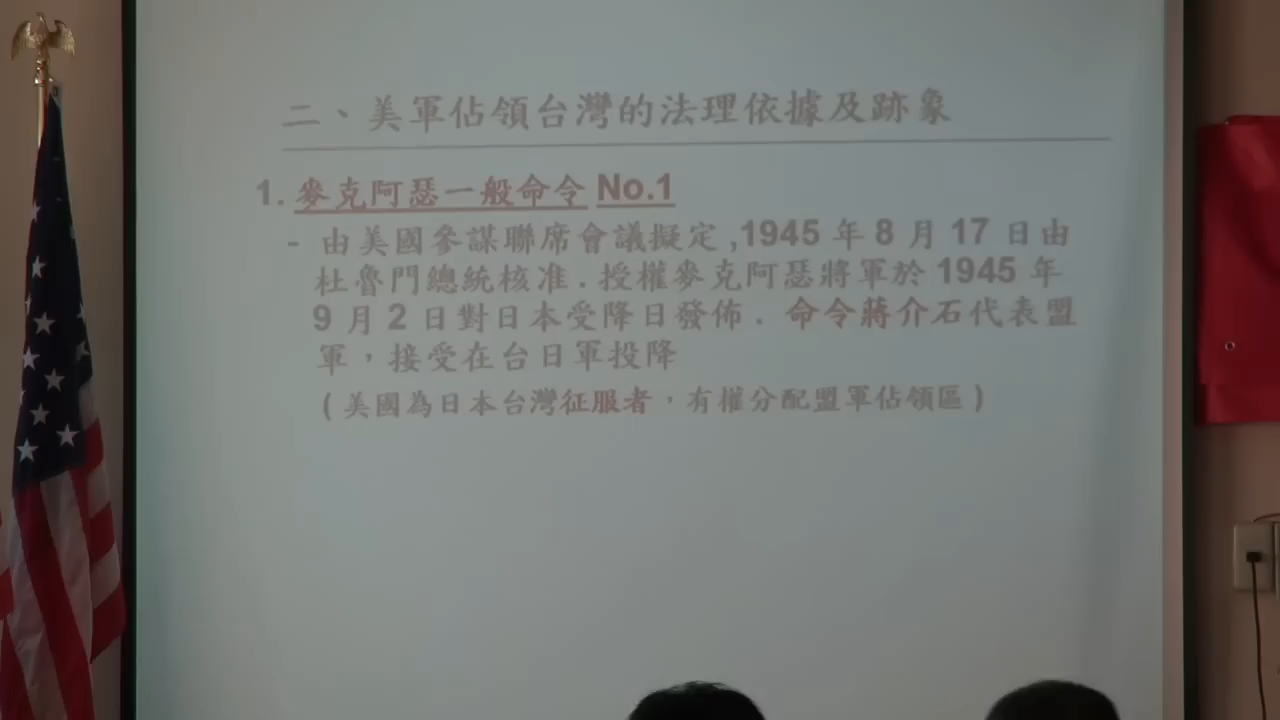 二、美軍佔領台灣的法理依據及跡象
1. 麥克阿瑟一般命令 No.1
- 由美國參謀聯席會議擬定,1945 年 8 月 17 日由
杜魯門總統核准.授權麥克阿瑟將軍於 1945 年
9 月 2 日對日本受降日發佈. 命令蔣介石代表盟
軍，接受在台日軍投降
(美國為日本台灣征服者，有權分配盟軍佔領區)